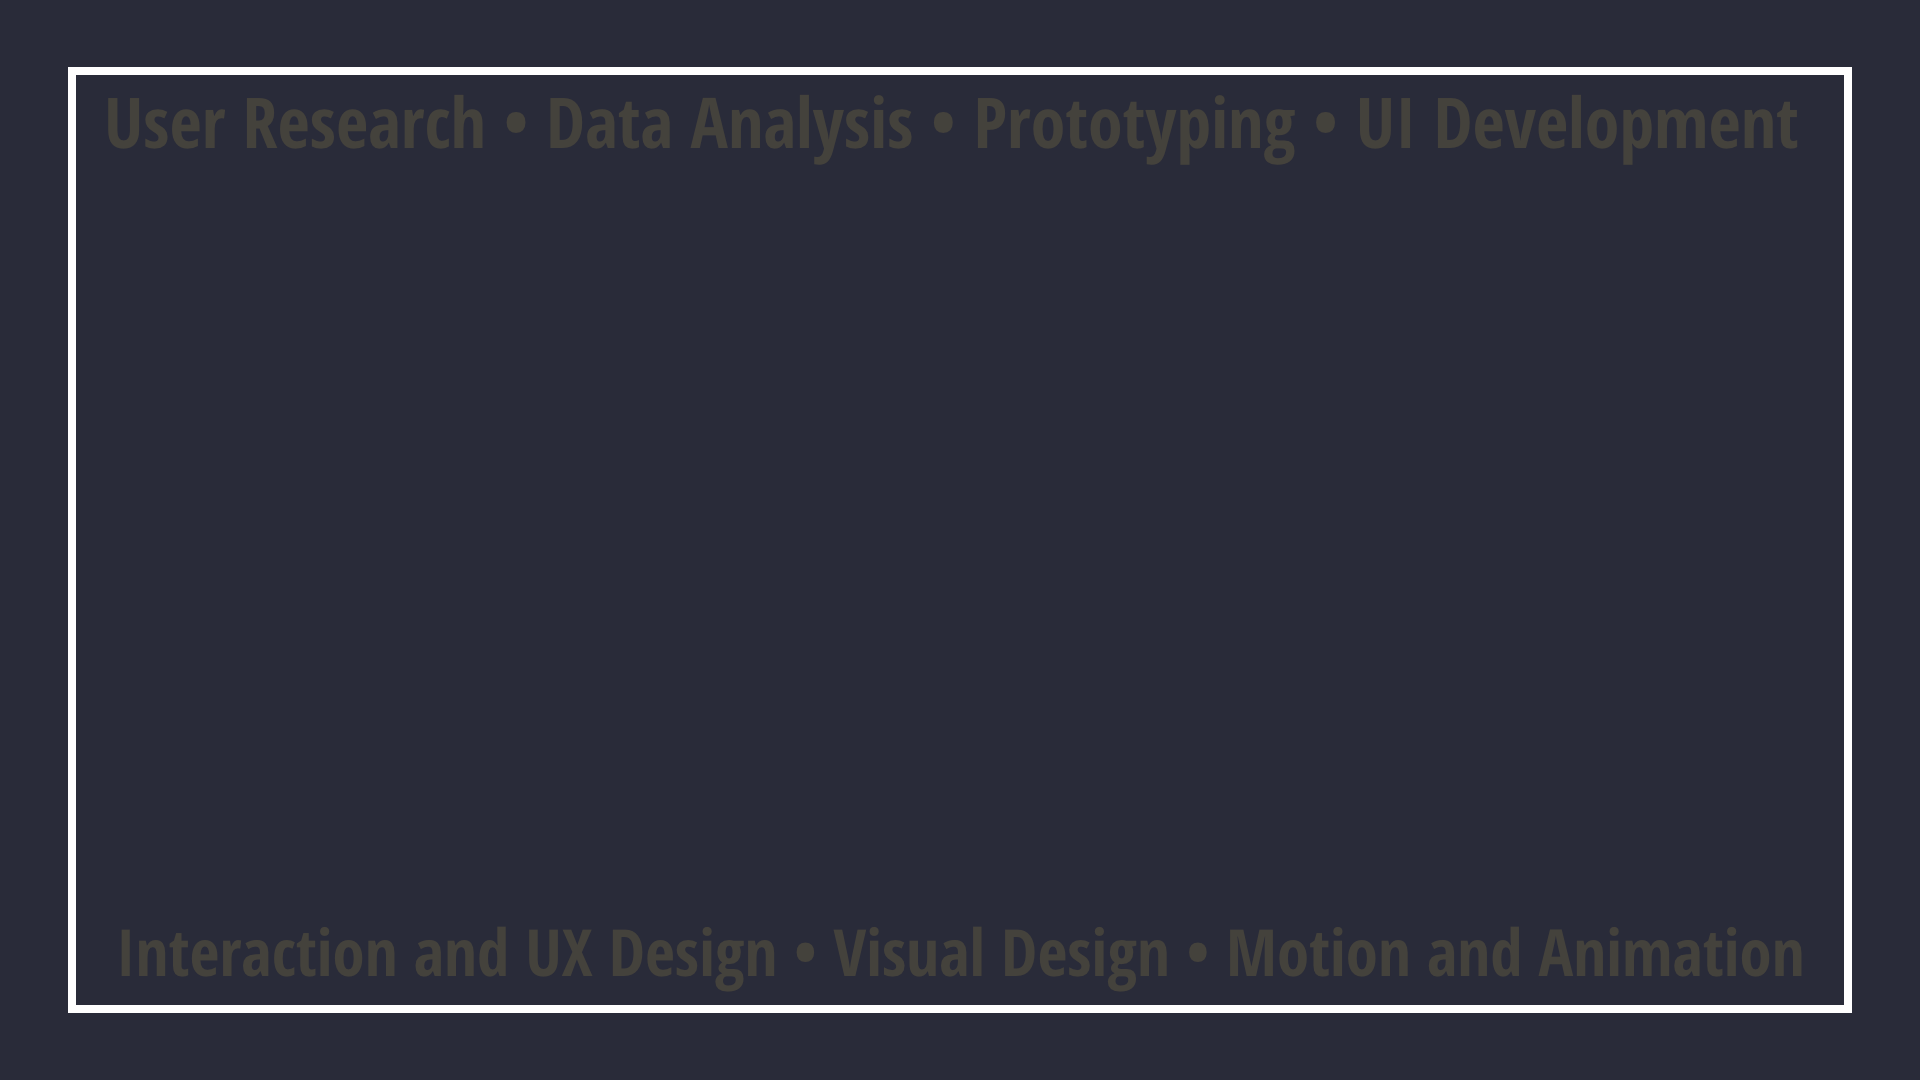 User Research • Data Analysis • Prototyping • UI Development
Interaction and UX Design • Visual Design • Motion and Animation